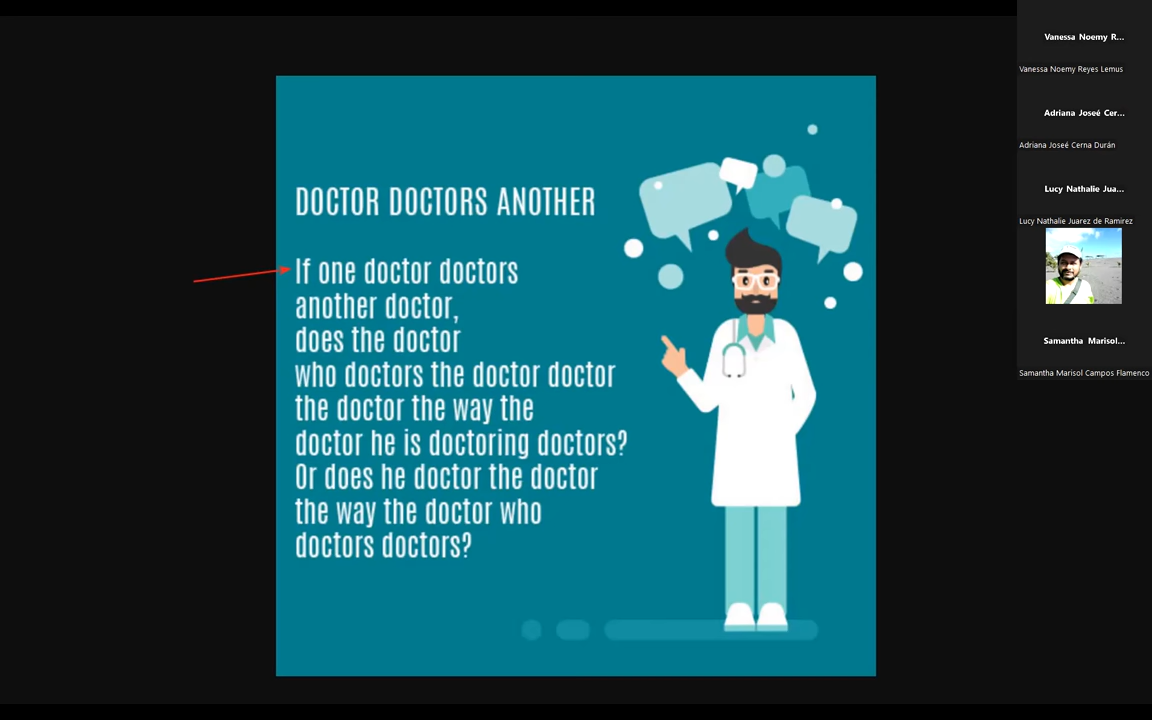 DOCTOR DOCTORS ANOTHER
If one doctor doctors
another doctor,
does the doctor
who doctors the doctor doctor
the doctor the way the
doctor he is doctoring doctors?
Or does he doctor the doctor
the way the doctor who
doctors doctors?
Vanessa Noemy R...
Vanessa Noemy Reyes Lemus
Adriana Joseé Cer...
Adriana Joseé Cerna Durán
Lucy Nathalie Jua...
Lucy Nathalie Juarez de Ramirez
Samantha Marisol...
Samantha Marisol Campos Flamenco